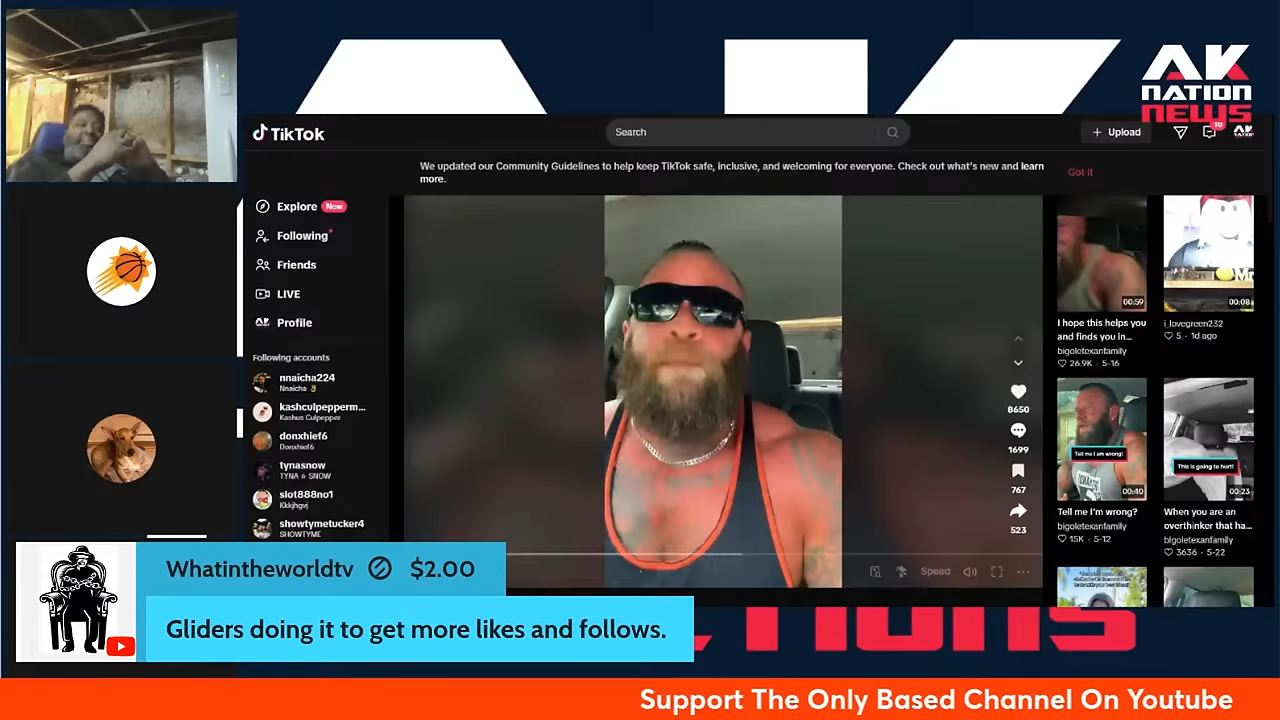 AK
NATION
NEWS
TikTok
Search
Upload
We updated our Community Guidelines to help keep TikTok safe, inclusive, and welcoming for everyone. Check out what's new and learn
more.
Got it
Explore New
Following
Friends
LIVE
Profile
Following accounts
nnaicha224
Nnaicha
kashculpepperm...
Kashus Culpepper
donxhief6
Donxhief6
tynasnow
TYNA ☆ SNOW
slot888no1
Kkkjhgvj
showtymetucker4
SHOWTYME
8650
1699
767
523
Speed
00:59
I hope this helps you
and finds you in...
bigoletexanfamily
26.9K · 5-16
00:08
i_lovegreen232
5 · 1d ago
Tell me I am wrong!
00:40
Tell me I'm wrong?
bigoletexanfamily
15K · 5-12
This is going to hurt!
00:23
When you are an
overthinker that ha...
bigoletexanfamily
3636 · 5-22
Whatintheworldtv $2.00
Gliders doing it to get more likes and follows.
Support The Only Based Channel On Youtube